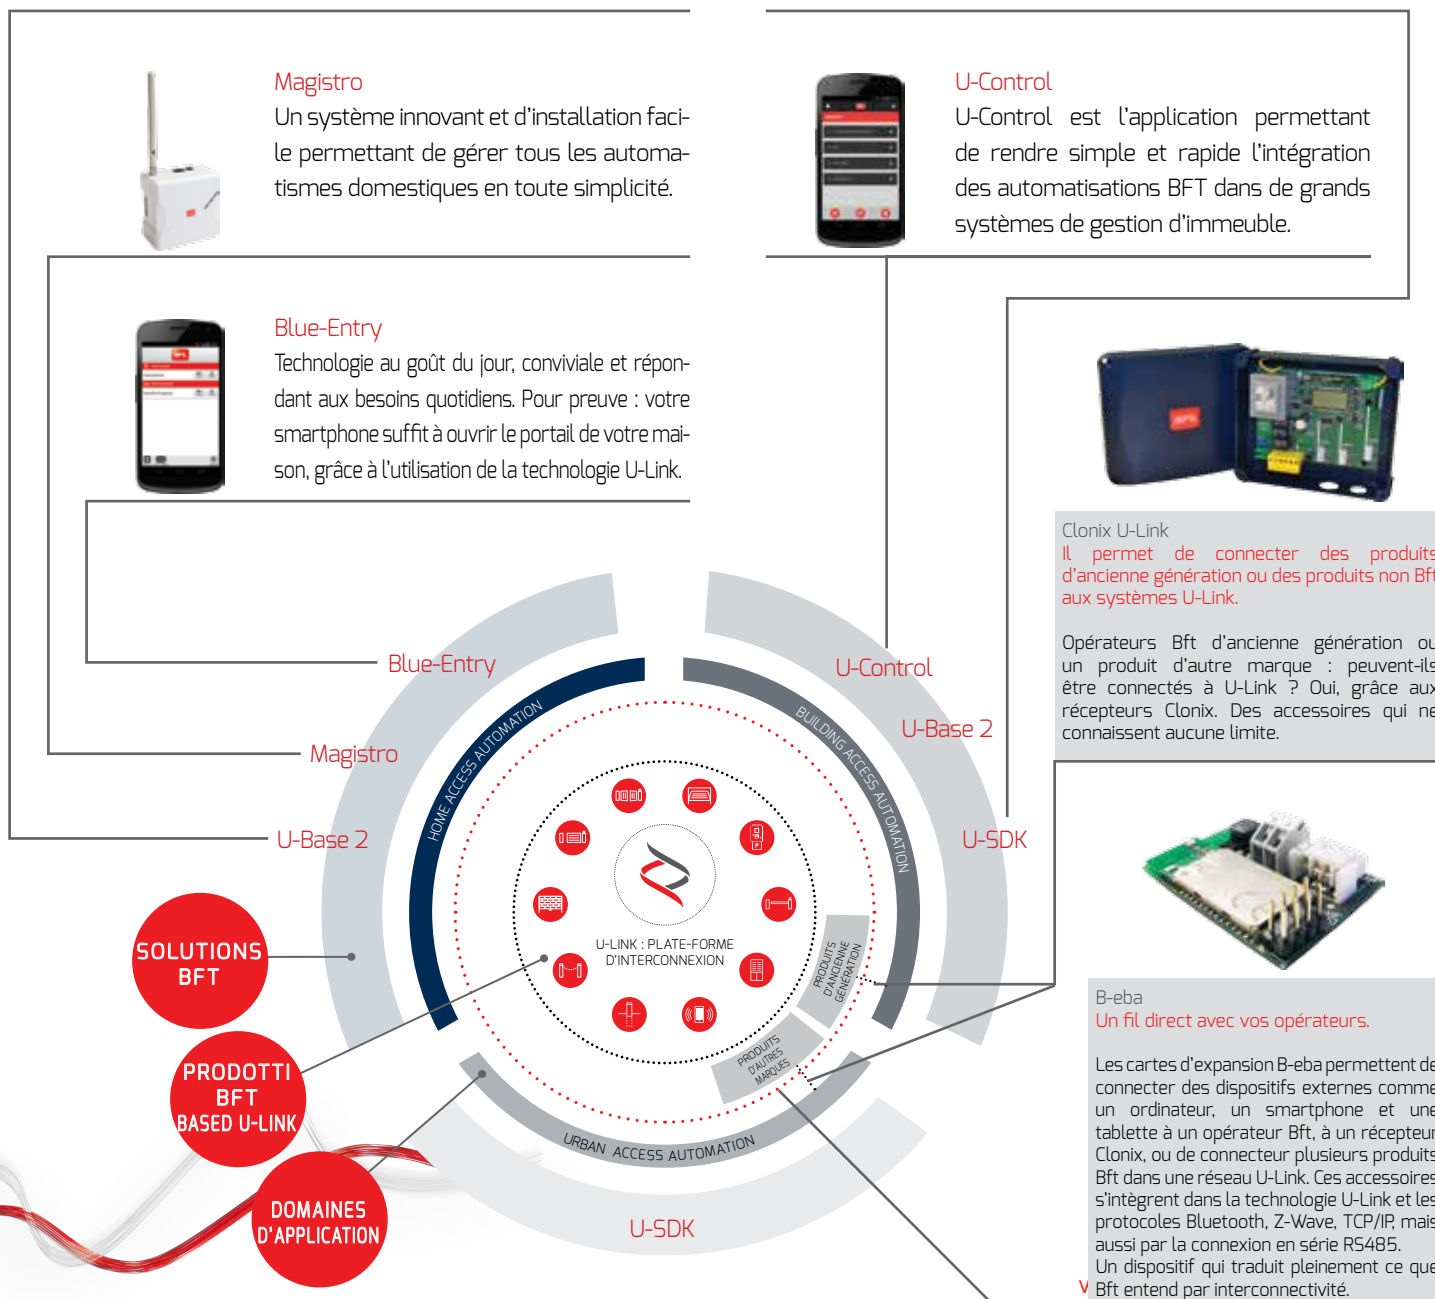 Magistro
Un système innovant et d'installation faci-
le permettant de gérer tous les automa-
tismes domestiques en toute simplicité.
U-Control
U-Control est l'application permettant
de rendre simple et rapide l'intégration
des automatisations BFT dans de grands
systèmes de gestion d'immeuble.
Blue-Entry
Technologie au goût du jour, conviviale et répon-
dant aux besoins quotidiens. Pour preuve : votre
smartphone suffit à ouvrir le portail de votre mai-
son, grâce à l'utilisation de la technologie U-Link.
Clonix U-Link
Il permet de connecter des produits
d'ancienne génération ou des produits non Bft
aux systèmes U-Link.
Opérateurs Bft d'ancienne génération ou
un produit d'autre marque : peuvent-ils
être connectés à U-Link ? Oui, grâce aux
récepteurs Clonix. Des accessoires qui ne
connaissent aucune limite.
Blue-Entry
Magistro
U-Base 2
U-Control
U-Base 2
U-SDK
HOME ACCESS AUTOMATION
BUILDING ACCESS AUTOMATION
URBAN ACCESS AUTOMATION
U-LINK : PLATE-FORME
D'INTERCONNEXION
PRODUITS
D'ANCIENNE
GÉNÉRATION
PRODUITS
D'AUTRES
MARQUES
U-SDK
SOLUTIONS
BFT
PRODOTTI
BFT
BASED U-LINK
DOMAINES
D'APPLICATION
B-eba
Un fil direct avec vos opérateurs.
Les cartes d'expansion B-eba permettent de
connecter des dispositifs externes comme
un ordinateur, un smartphone et une
tablette à un opérateur Bft, à un récepteur
Clonix, ou de connecteur plusieurs produits
Bft dans une réseau U-Link. Ces accessoires
s'intègrent dans la technologie U-Link et les
protocoles Bluetooth, Z-Wave, TCP/IP, mais
aussi par la connexion en série RS485.
Un dispositif qui traduit pleinement ce que
Bft entend par interconnectivité.